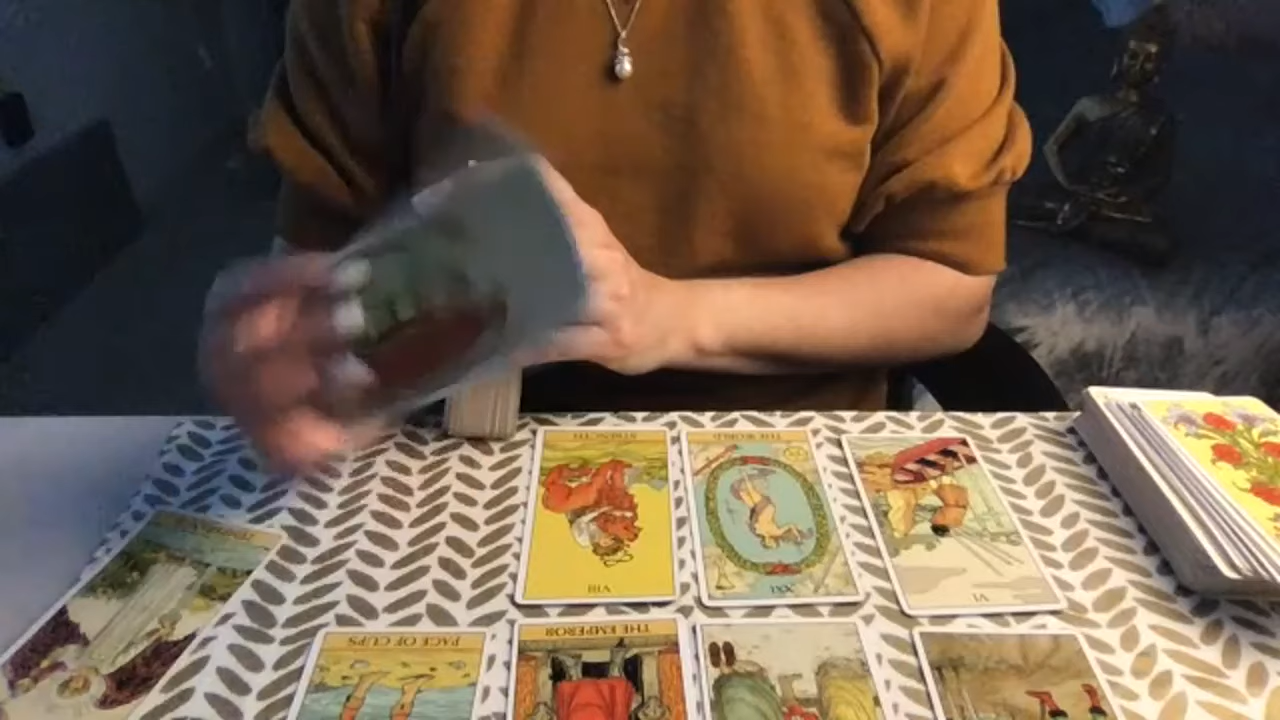 STRENGTH
VIII
THE WORLD
XXI
VI
PAGE OF CUPS
THE EMPEROR